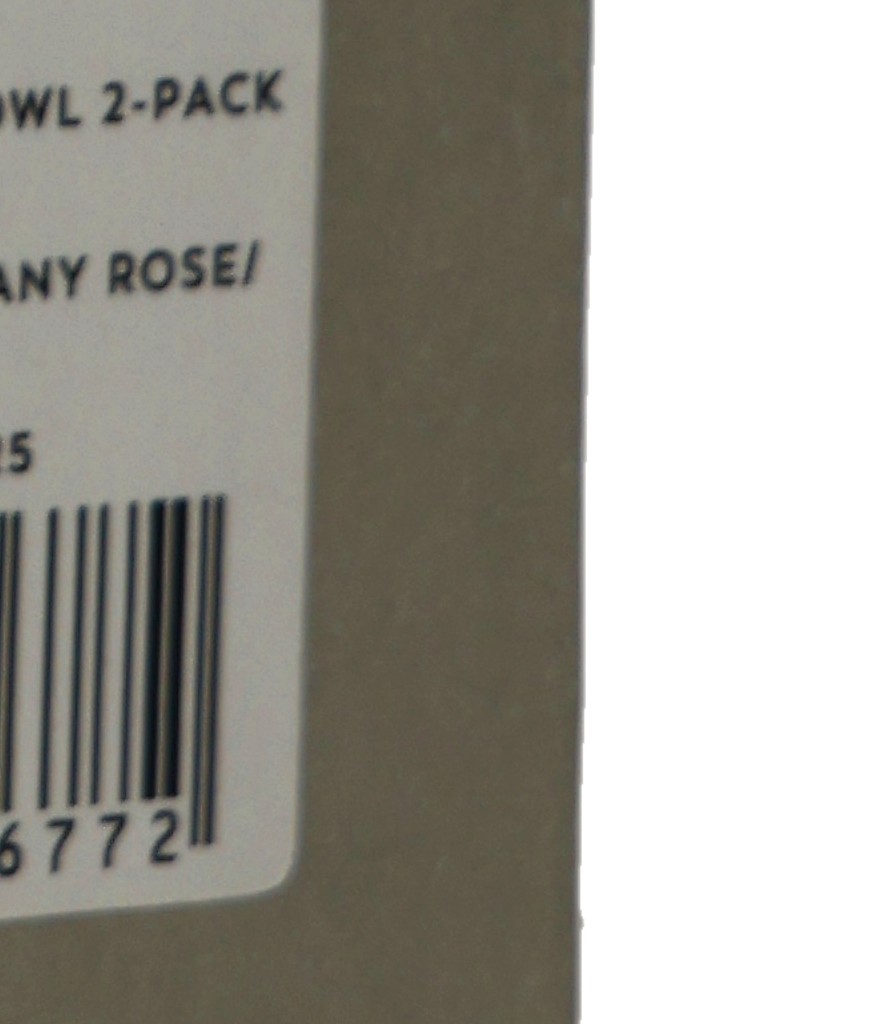 OWL 2-PACK
ANY ROSE/
25
6772